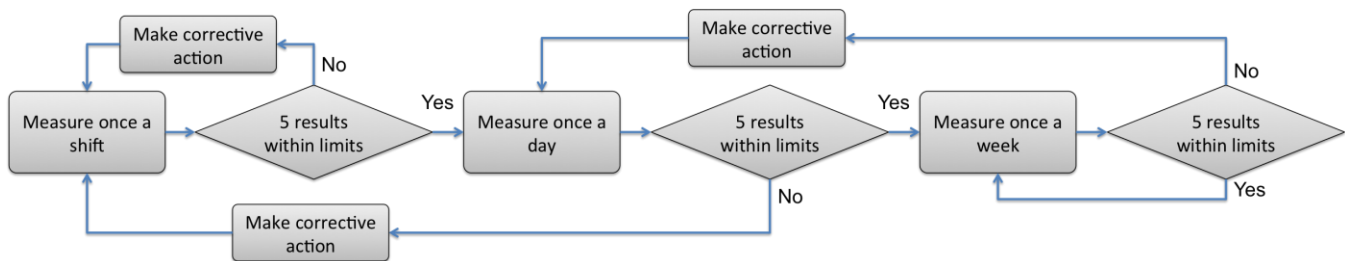 Make corrective
action
No
Make corrective
action
No
Measure once a
shift
5 results
within limits
Yes
Measure once a
day
5 results
within limits
Yes
Measure once a
week
5 results
within limits
No
Yes
Make corrective
action